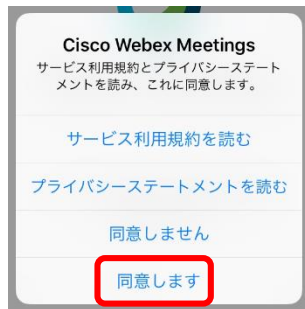 Cisco Webex Meetings
サービス利用規約とプライバシーステート
メントを読み、これに同意します。
サービス利用規約を読む
プライバシーステートメントを読む
同意しません
同意します